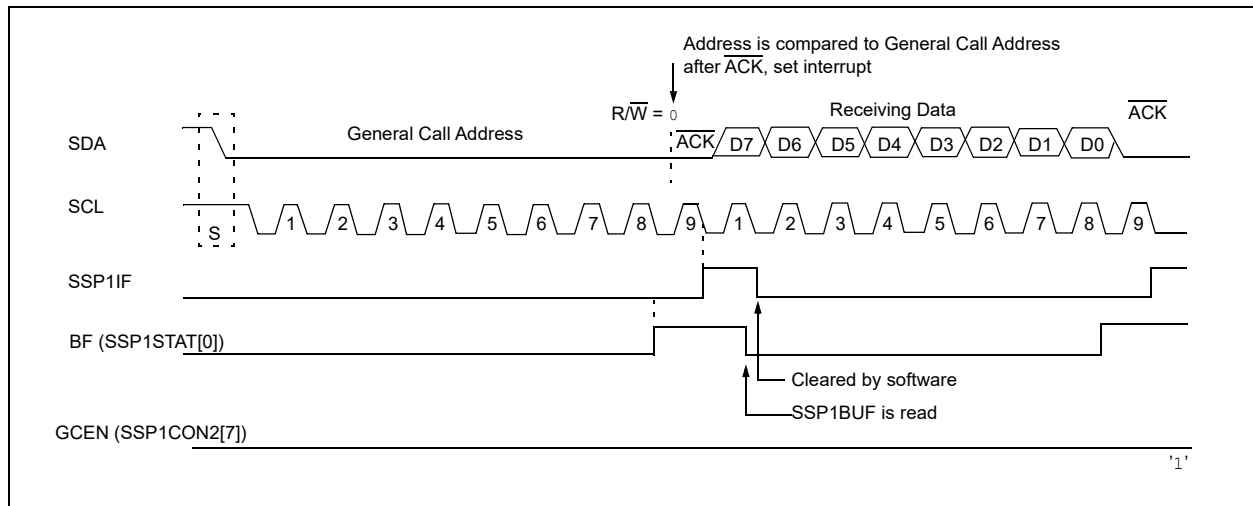 Address is compared to General Call Address
after ACK, set interrupt
R/W = 0
Receiving Data
ACK
General Call Address
SDA
ACK
D7 D6 D5 D4 D3 D2 D1 D0
SCL
S
1 2 3 4 5 6 7 8 9 1 2 3 4 5 6 7 8 9
SSP1IF
BF (SSP1STAT[0])
Cleared by software
SSP1BUF is read
GCEN (SSP1CON2[7])
'1'